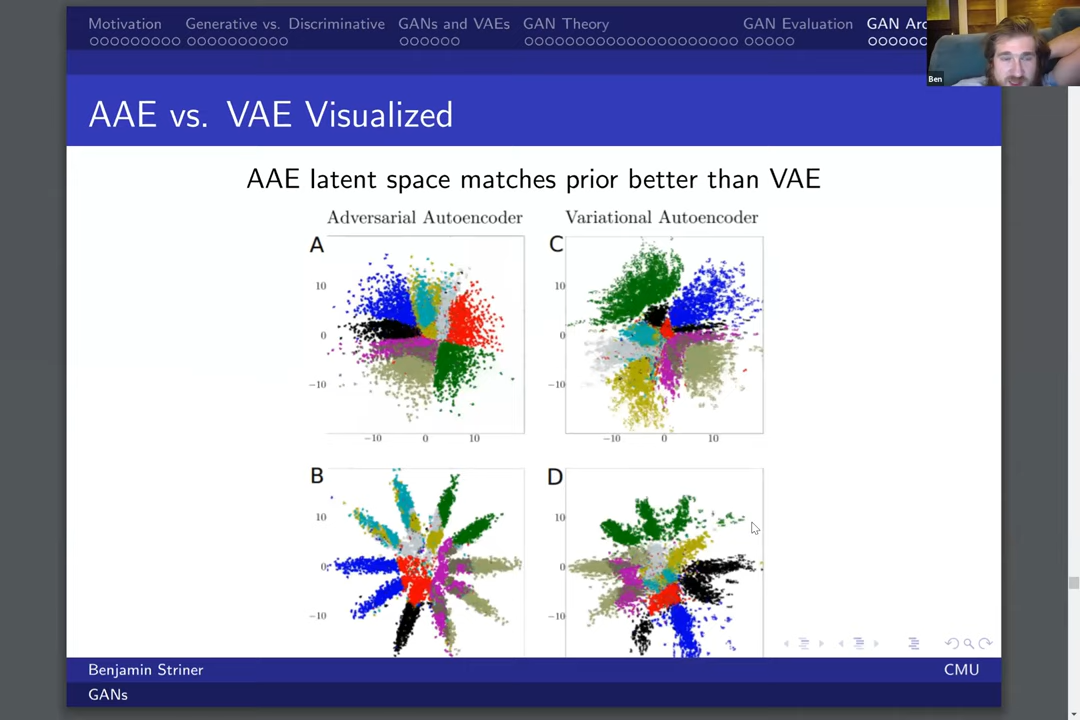 Motivation Generative vs. Discriminative GANs and VAEs GAN Theory GAN Evaluation GAN Arc
Ben
AAE vs. VAE Visualized
AAE latent space matches prior better than VAE
Adversarial Autoencoder Variational Autoencoder
A C
10 10
0 0
−10 −10
−10 0 10 −10 0 10
B D
10 10
0 0
−10 −10
Benjamin Striner CMU
GANs